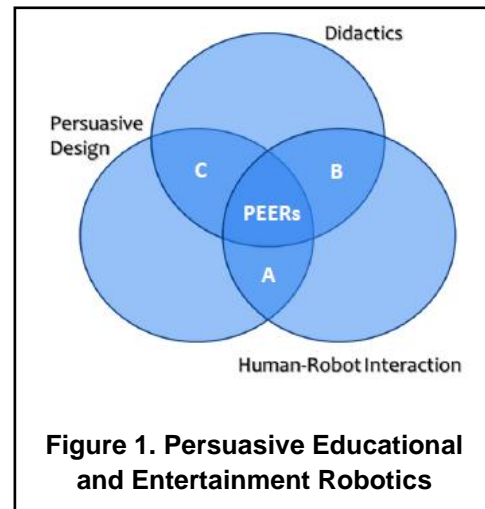 Didactics
Persuasive
Design
C
B
PEERs
A
Human-Robot Interaction
Figure 1. Persuasive Educational
and Entertainment Robotics